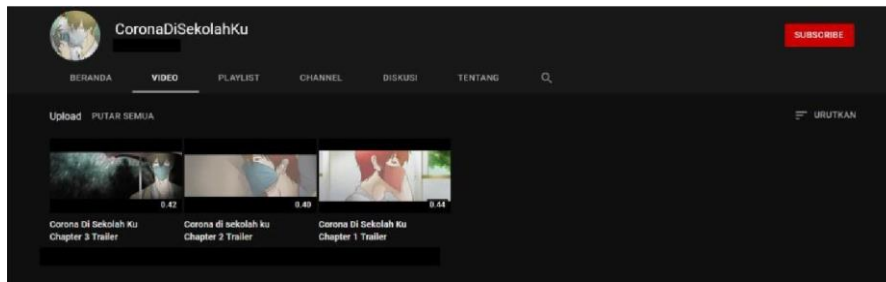 CoronaDiSekolahKu
SUBSCRIBE
BERANDA VIDEO PLAYLIST CHANNEL DISKUSI TENTANG
Upload PUTAR SEMUA
URUTKAN
0.42
0.40
0.44
Corona Di Sekolah Ku
Chapter 3 Trailer
Corona di sekolah ku
Chapter 2 Trailer
Corona Di Sekolah Ku
Chapter 1 Trailer